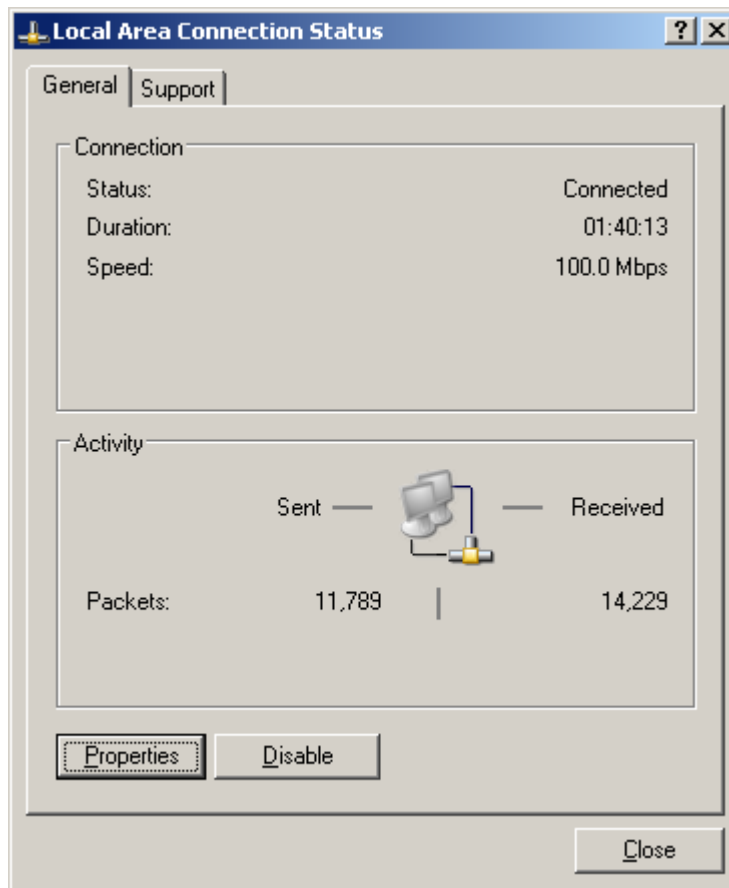 Local Area Connection Status
General Support
Connection
Status: Connected
Duration: 01:40:13
Speed: 100.0 Mbps
Activity
Sent Received
Packets: 11,789 14,229
Properties Disable
Close